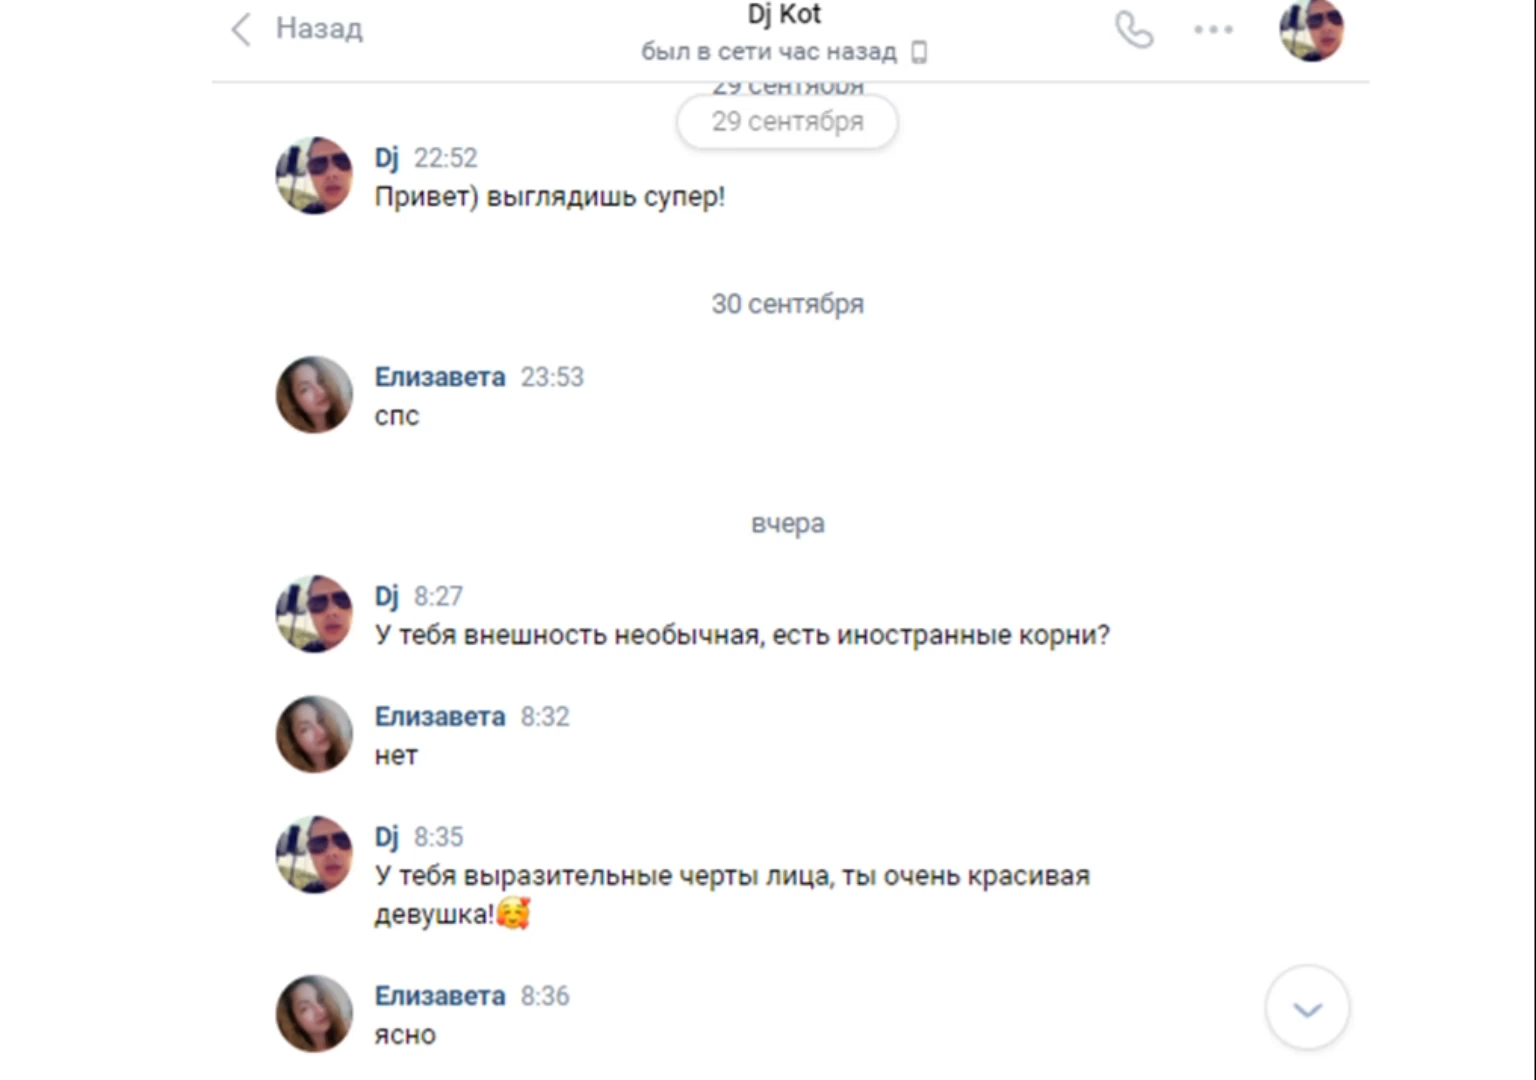 Назад
Dj Kot
был в сети час назад
29 сентября
29 сентября
Dj 22:52
Привет) выглядишь супер!
30 сентября
Елизавета 23:53
спс
вчера
Dj 8:27
У тебя внешность необычная, есть иностранные корни?
Елизавета 8:32
нет
Dj 8:35
У тебя выразительные черты лица, ты очень красивая
девушка!🥰
Елизавета 8:36
ясно